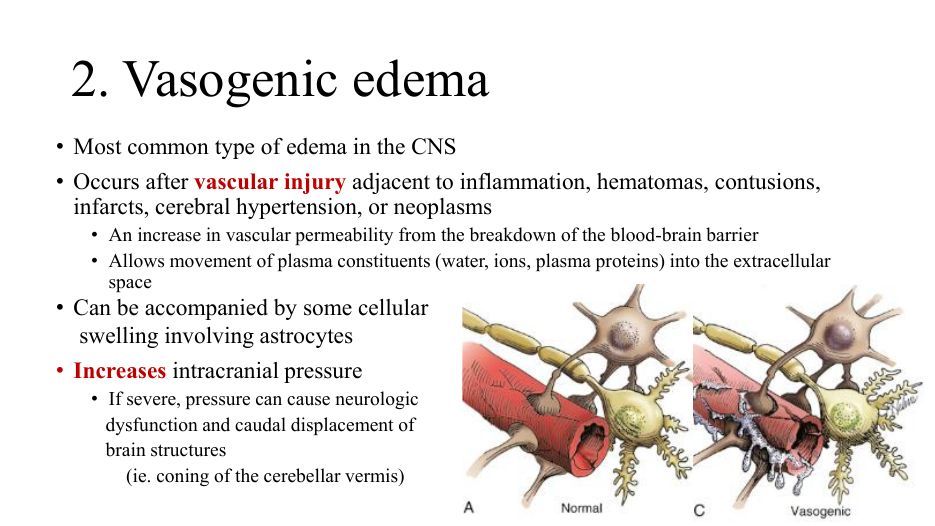 2. Vasogenic edema
• Most common type of edema in the CNS
• Occurs after vascular injury adjacent to inflammation, hematomas, contusions,
infarcts, cerebral hypertension, or neoplasms
• An increase in vascular permeability from the breakdown of the blood-brain barrier
• Allows movement of plasma constituents (water, ions, plasma proteins) into the extracellular
space
• Can be accompanied by some cellular
swelling involving astrocytes
• Increases intracranial pressure
• If severe, pressure can cause neurologic
dysfunction and caudal displacement of
brain structures
(ie. coning of the cerebellar vermis)
A Normal
C Vasogenic